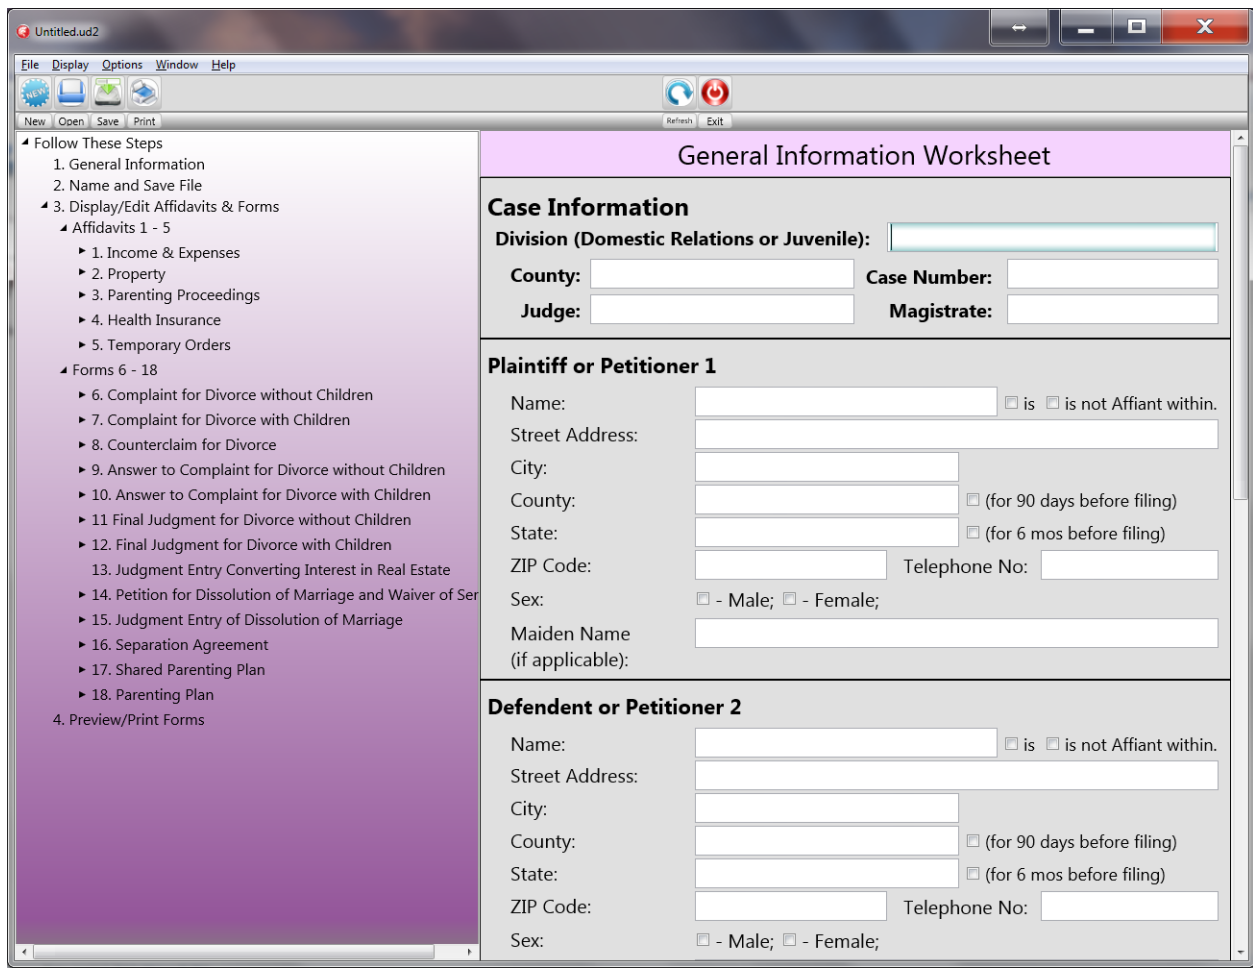 Untitled.ud2
File Display Options Window Help
NEW
New Open Save Print Refresh Exit
Follow These Steps
1. General Information
2. Name and Save File
3. Display/Edit Affidavits & Forms
Affidavits 1 - 5
1. Income & Expenses
2. Property
3. Parenting Proceedings
4. Health Insurance
5. Temporary Orders
Forms 6 - 18
6. Complaint for Divorce without Children
7. Complaint for Divorce with Children
8. Counterclaim for Divorce
9. Answer to Complaint for Divorce without Children
10. Answer to Complaint for Divorce with Children
11 Final Judgment for Divorce without Children
12. Final Judgment for Divorce with Children
13. Judgment Entry Converting Interest in Real Estate
14. Petition for Dissolution of Marriage and Waiver of Ser
15. Judgment Entry of Dissolution of Marriage
16. Separation Agreement
17. Shared Parenting Plan
18. Parenting Plan
4. Preview/Print Forms
General Information Worksheet
Case Information
Division (Domestic Relations or Juvenile):
County: Case Number:
Judge: Magistrate:
Plaintiff or Petitioner 1
Name: is is not Affiant within.
Street Address:
City:
County: (for 90 days before filing)
State: (for 6 mos before filing)
ZIP Code: Telephone No:
Sex: - Male; - Female;
Maiden Name
(if applicable):
Defendent or Petitioner 2
Name: is is not Affiant within.
Street Address:
City:
County: (for 90 days before filing)
State: (for 6 mos before filing)
ZIP Code: Telephone No:
Sex: - Male; - Female;